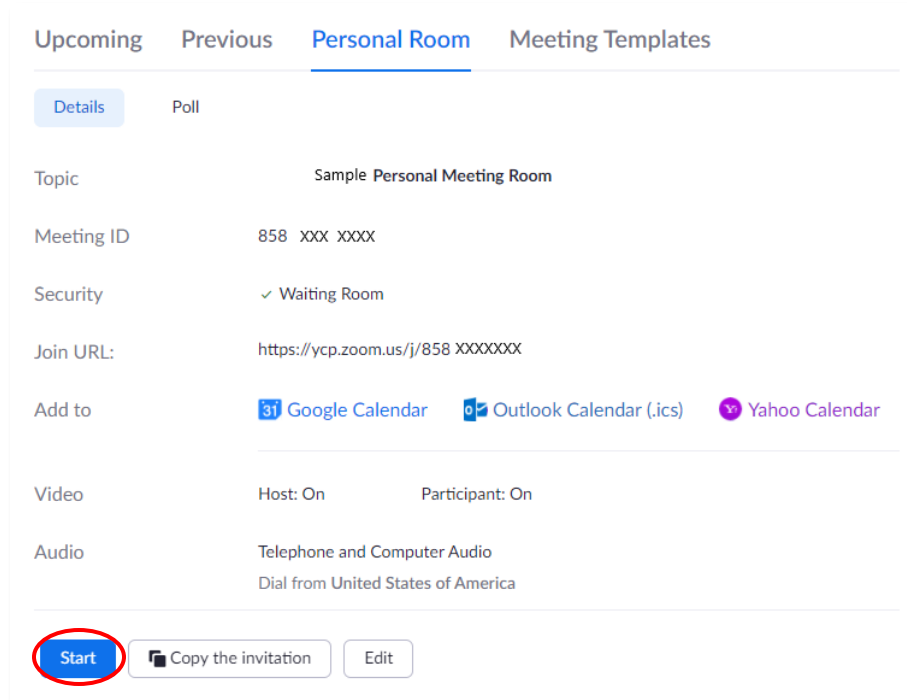 Upcoming Previous Personal Room Meeting Templates
Details Poll
Topic Sample Personal Meeting Room
Meeting ID 858 XXX XXXX
Security ✓ Waiting Room
Join URL: https://ycp.zoom.us/j/858 XXXXXXX
Add to 31 Google Calendar Outlook Calendar (.ics) Yahoo Calendar
Video Host: On Participant: On
Audio Telephone and Computer Audio
Dial from United States of America
Start Copy the invitation Edit